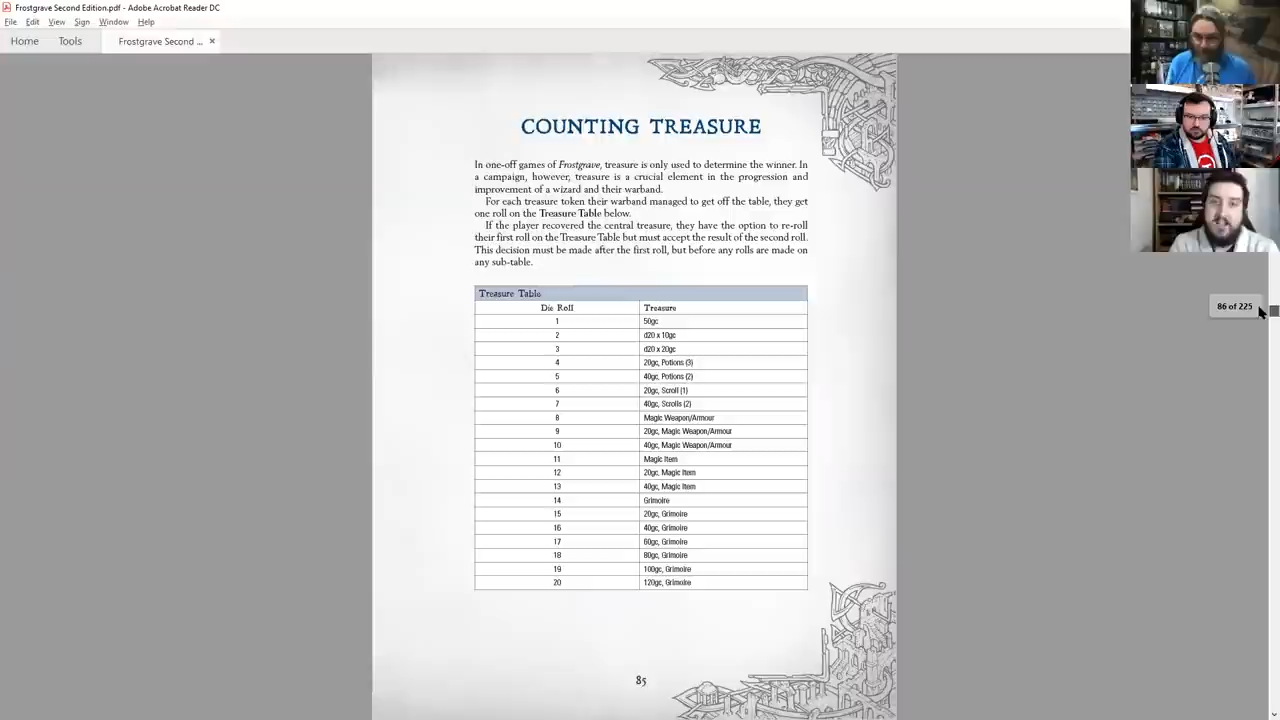 Frostgrave Second Edition.pdf - Adobe Acrobat Reader DC
File Edit View Sign Window Help
Home Tools Frostgrave Second ... ×
COUNTING TREASURE
In one-off games of Frostgrave, treasure is only used to determine the winner. In
a campaign, however, treasure is a crucial element in the progression and
improvement of a wizard and their warband.
For each treasure token their warband managed to get off the table, they get
one roll on the Treasure Table below.
If the player recovered the central treasure, they have the option to re-roll
their first roll on the Treasure Table but must accept the result of the second roll.
This decision must be made after the first roll, but before any rolls are made on
any sub-table.
Treasure Table
Die Roll Treasure
1 50gc
2 d20 x 10gc
3 d20 x 20gc
4 20gc, Potions (3)
5 40gc, Potions (2)
6 20gc, Scroll (1)
7 40gc, Scrolls (2)
8 Magic Weapon/Armour
9 20gc, Magic Weapon/Armour
10 40gc, Magic Weapon/Armour
11 Magic Item
12 20gc, Magic Item
13 40gc, Magic Item
14 Grimoire
15 20gc, Grimoire
16 40gc, Grimoire
17 60gc, Grimoire
18 80gc, Grimoire
19 100gc, Grimoire
20 120gc, Grimoire
85
86 of 225